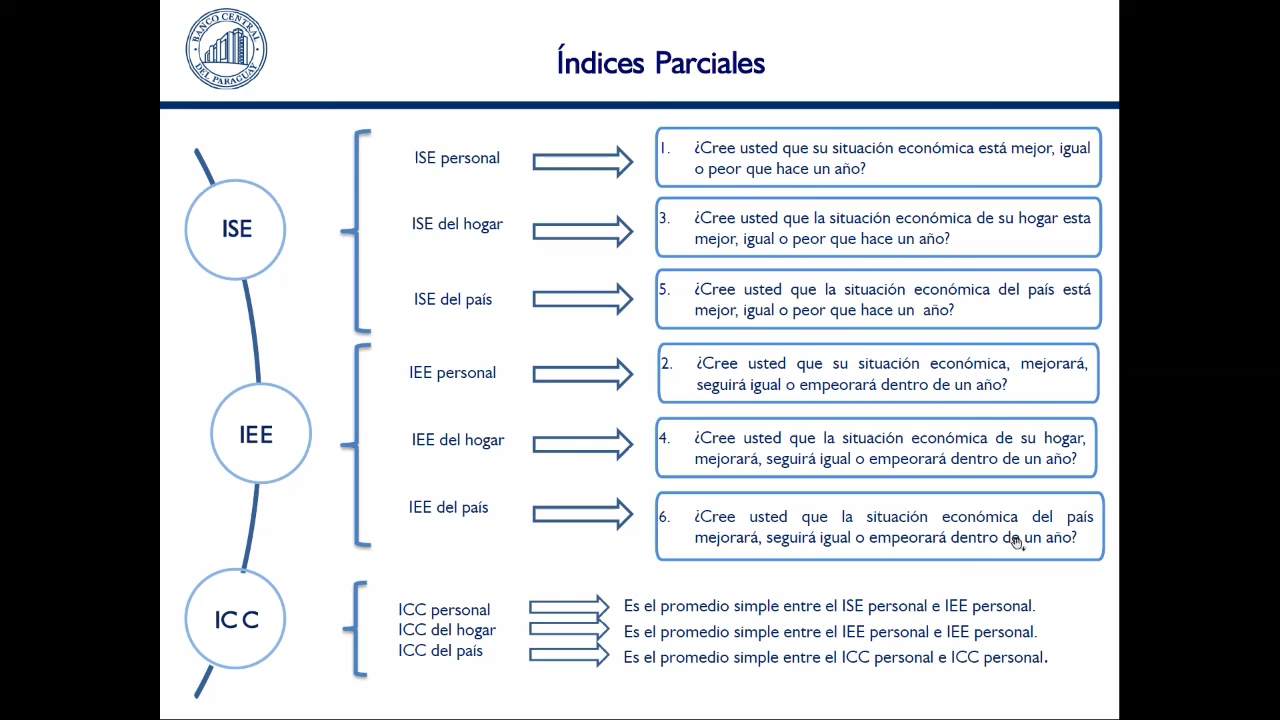 BANCO CENTRAL
DEL PARAGUAY
Índices Parciales
ISE
ISE personal
1. ¿Cree usted que su situación económica está mejor, igual
o peor que hace un año?
ISE del hogar
3. ¿Cree usted que la situación económica de su hogar esta
mejor, igual o peor que hace un año?
ISE del país
5. ¿Cree usted que la situación económica del país está
mejor, igual o peor que hace un año?
IEE
IEE personal
2. ¿Cree usted que su situación económica, mejorará,
seguirá igual o empeorará dentro de un año?
IEE del hogar
4. ¿Cree usted que la situación económica de su hogar,
mejorará, seguirá igual o empeorará dentro de un año?
IEE del país
6. ¿Cree usted que la situación económica del país
mejorará, seguirá igual o empeorará dentro de un año?
ICC
ICC personal
Es el promedio simple entre el ISE personal e IEE personal.
ICC del hogar
Es el promedio simple entre el IEE personal e IEE personal.
ICC del país
Es el promedio simple entre el ICC personal e ICC personal.